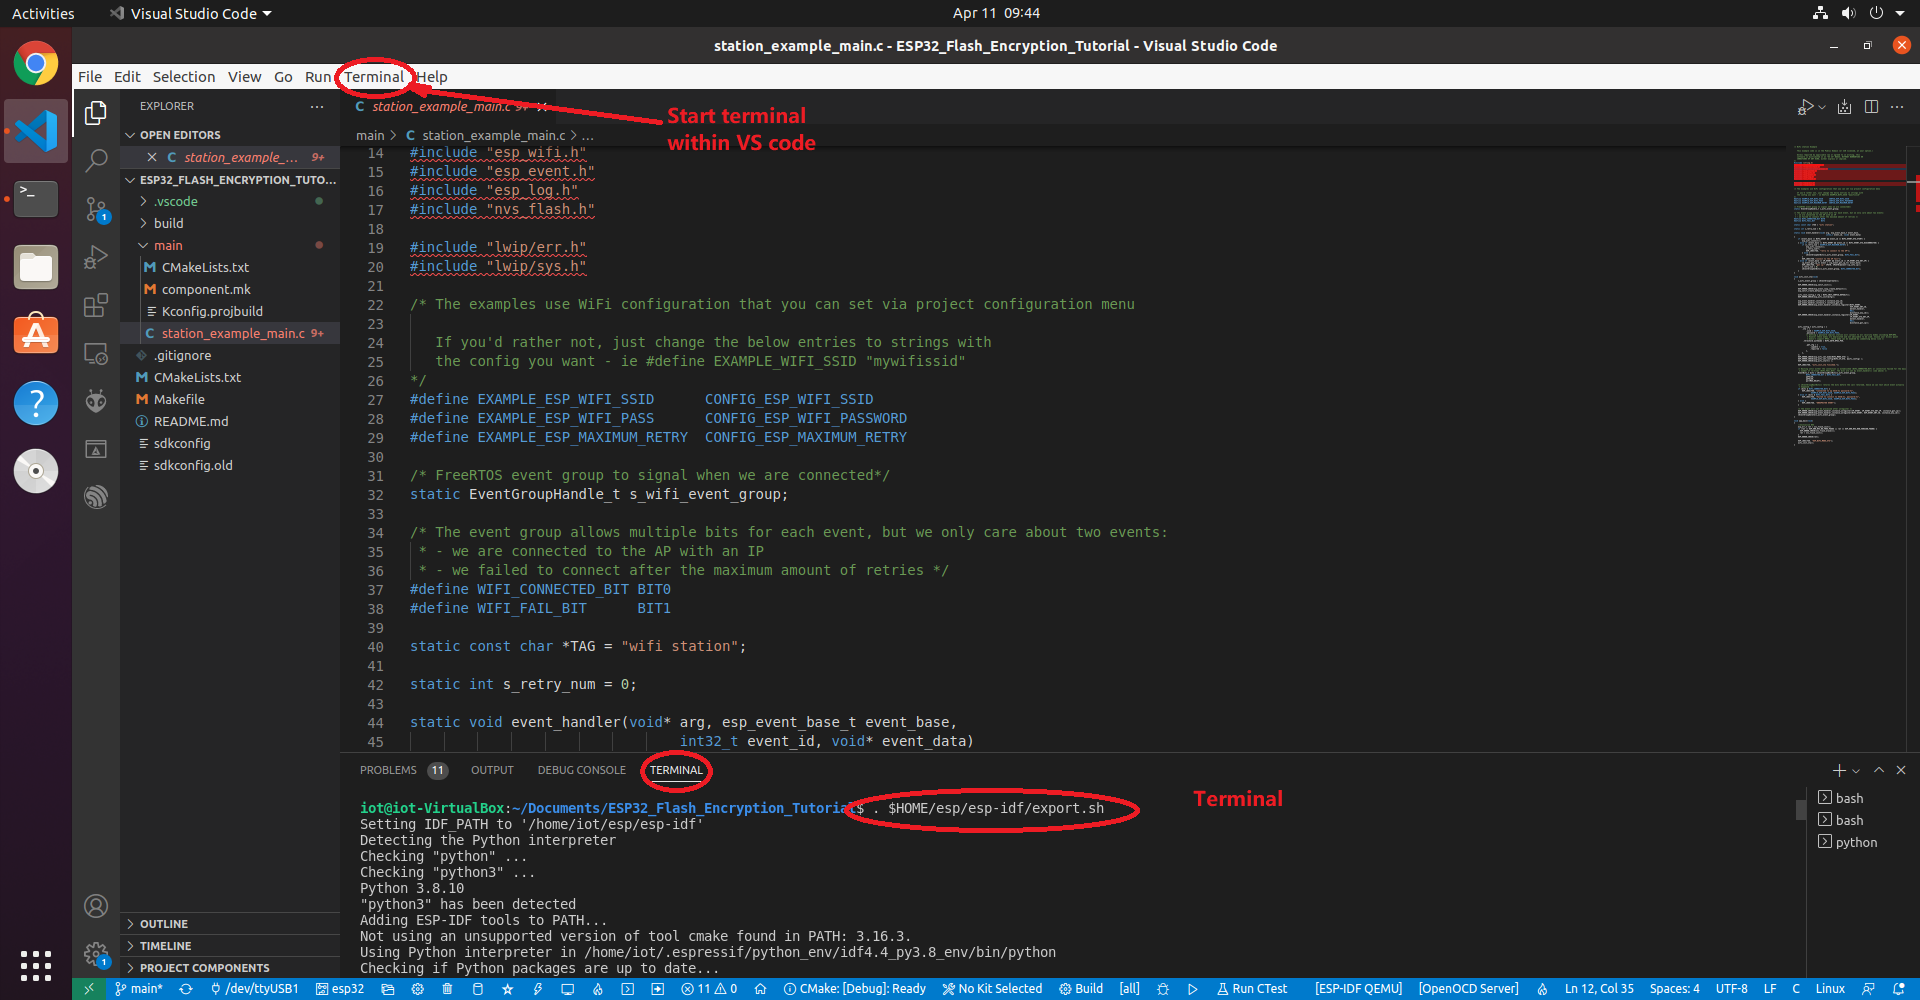 Activities
Visual Studio Code
Apr 11 09:44
station_example_main.c - ESP32_Flash_Encryption_Tutorial - Visual Studio Code
File Edit Selection View Go Run Terminal Help
EXPLORER
station_example_main.c 9+
Start terminal
within VS code
OPEN EDITORS
station_example_... 9+
ESP32_FLASH_ENCRYPTION_TUTO...
.vscode
build
main
CMakeLists.txt
component.mk
Kconfig.projbuild
station_example_main.c 9+
.gitignore
CMakeLists.txt
Makefile
README.md
sdkconfig
sdkconfig.old
OUTLINE
TIMELINE
PROJECT COMPONENTS
main > C station_example_main.c > ...
14 #include "esp_wifi.h"
15 #include "esp_event.h"
16 #include "esp_log.h"
17 #include "nvs_flash.h"
18
19 #include "lwip/err.h"
20 #include "lwip/sys.h"
21
22 /* The examples use WiFi configuration that you can set via project configuration menu
23
24 If you'd rather not, just change the below entries to strings with
25 the config you want - ie #define EXAMPLE_WIFI_SSID "mywifissid"
26 */
27 #define EXAMPLE_ESP_WIFI_SSID CONFIG_ESP_WIFI_SSID
28 #define EXAMPLE_ESP_WIFI_PASS CONFIG_ESP_WIFI_PASSWORD
29 #define EXAMPLE_ESP_MAXIMUM_RETRY CONFIG_ESP_MAXIMUM_RETRY
30
31 /* FreeRTOS event group to signal when we are connected*/
32 static EventGroupHandle_t s_wifi_event_group;
33
34 /* The event group allows multiple bits for each event, but we only care about two events:
35 * - we are connected to the AP with an IP
36 * - we failed to connect after the maximum amount of retries */
37 #define WIFI_CONNECTED_BIT BIT0
38 #define WIFI_FAIL_BIT BIT1
39
40 static const char *TAG = "wifi station";
41
42 static int s_retry_num = 0;
43
44 static void event_handler(void* arg, esp_event_base_t event_base,
45 int32_t event_id, void* event_data)
PROBLEMS 11 OUTPUT DEBUG CONSOLE TERMINAL
iot@iot-VirtualBox:~/Documents/ESP32_Flash_Encryption_Tutorial$ . $HOME/esp/esp-idf/export.sh
Setting IDF_PATH to '/home/iot/esp/esp-idf'
Detecting the Python interpreter
Checking "python" ...
Checking "python3" ...
Python 3.8.10
"python3" has been detected
Adding ESP-IDF tools to PATH...
Not using an unsupported version of tool cmake found in PATH: 3.16.3.
Using Python interpreter in /home/iot/.espressif/python_env/idf4.4_py3.8_env/bin/python
Checking if Python packages are up to date...
Terminal
bash
bash
python
main* /dev/ttyUSB1 esp32 11 0 CMake: [Debug]: Ready No Kit Selected Build [all] Run CTest [ESP-IDF QEMU] [OpenOCD Server] Ln 12, Col 35 Spaces: 4 UTF-8 LF C Linux